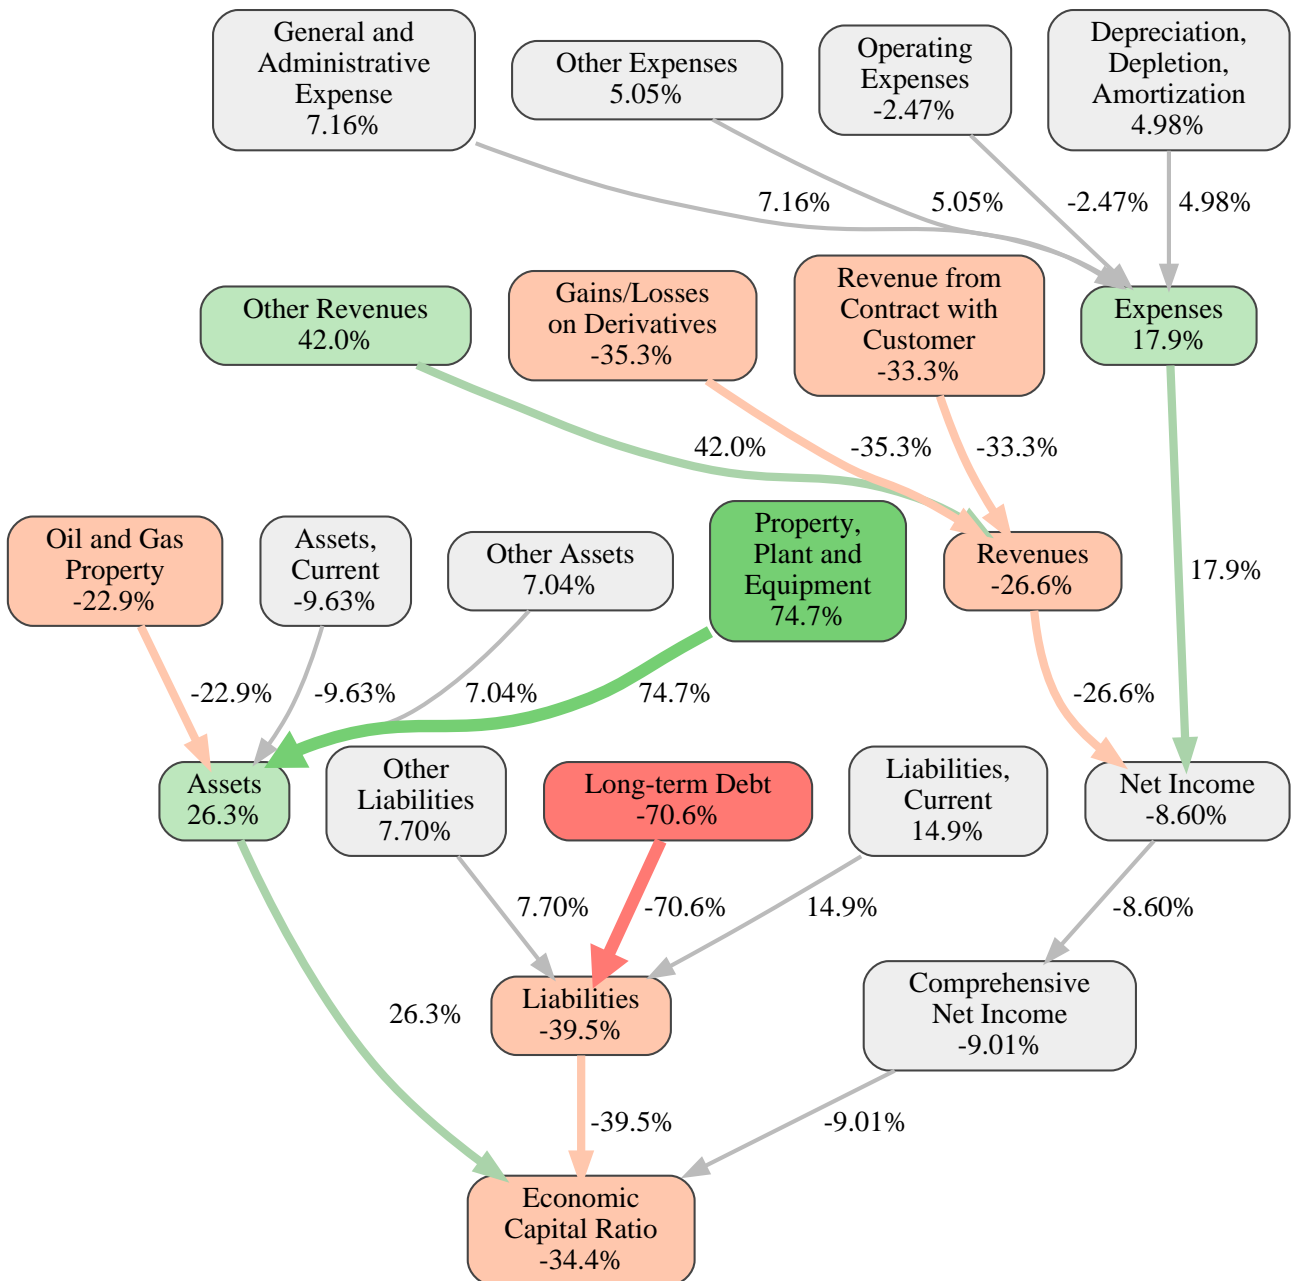 General and
Administrative
Expense
7.16%
Other Expenses
5.05%
Operating
Expenses
-2.47%
Depreciation,
Depletion,
Amortization
4.98%
7.16%
5.05%
-2.47%
4.98%
Other Revenues
42.0%
Gains/Losses
on Derivatives
-35.3%
Revenue from
Contract with
Customer
-33.3%
Expenses
17.9%
42.0%
-35.3%
-33.3%
Oil and Gas
Property
-22.9%
Assets,
Current
-9.63%
Other Assets
7.04%
Property,
Plant and
Equipment
74.7%
Revenues
-26.6%
17.9%
-22.9%
-9.63%
7.04%
74.7%
-26.6%
Assets
26.3%
Other
Liabilities
7.70%
Long-term Debt
-70.6%
Liabilities,
Current
14.9%
Net Income
-8.60%
7.70%
-70.6%
14.9%
-8.60%
26.3%
Liabilities
-39.5%
Comprehensive
Net Income
-9.01%
-39.5%
-9.01%
Economic
Capital Ratio
-34.4%